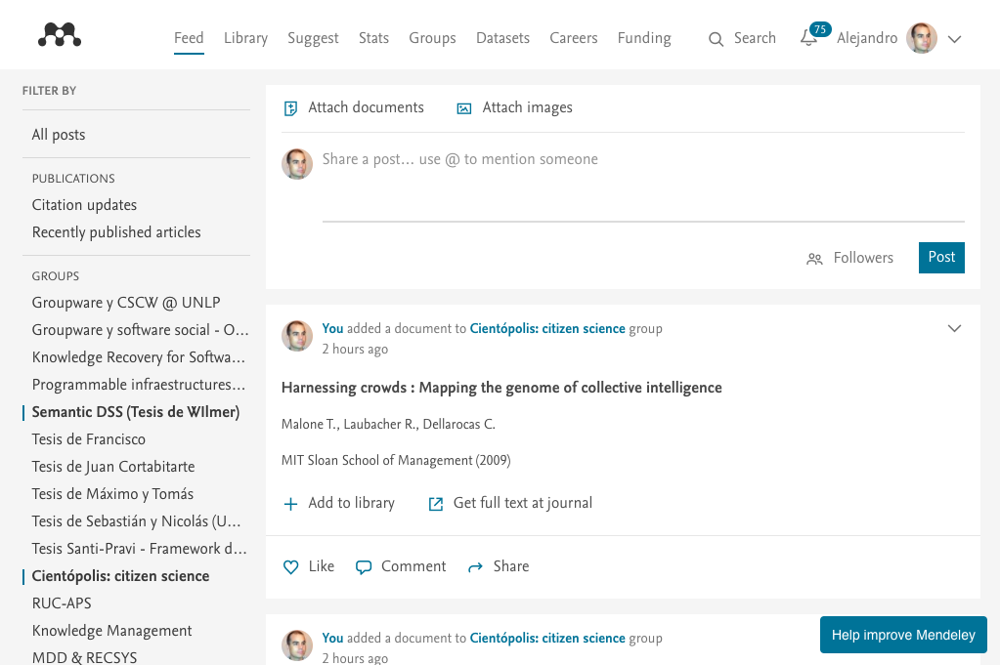 Feed Library Suggest Stats Groups Datasets Careers Funding Search 75 Alejandro
FILTER BY
All posts
PUBLICATIONS
Citation updates
Recently published articles
GROUPS
Groupware y CSCW @ UNLP
Groupware y software social - O...
Knowledge Recovery for Softwa...
Programmable infraestructures...
Semantic DSS (Tesis de WIlmer)
Tesis de Francisco
Tesis de Juan Cortabitarte
Tesis de Máximo y Tomás
Tesis de Sebastián y Nicolás (U...
Tesis Santi-Pravi - Framework d...
Cientópolis: citizen science
RUC-APS
Knowledge Management
MDD & RECSYS
Attach documents Attach images
Share a post... use @ to mention someone
Followers Post
You added a document to Cientópolis: citizen science group
2 hours ago
Harnessing crowds : Mapping the genome of collective intelligence
Malone T., Laubacher R., Dellarocas C.
MIT Sloan School of Management (2009)
Add to library Get full text at journal
Like Comment Share
You added a document to Cientópolis: citizen science group
2 hours ago
Help improve Mendeley